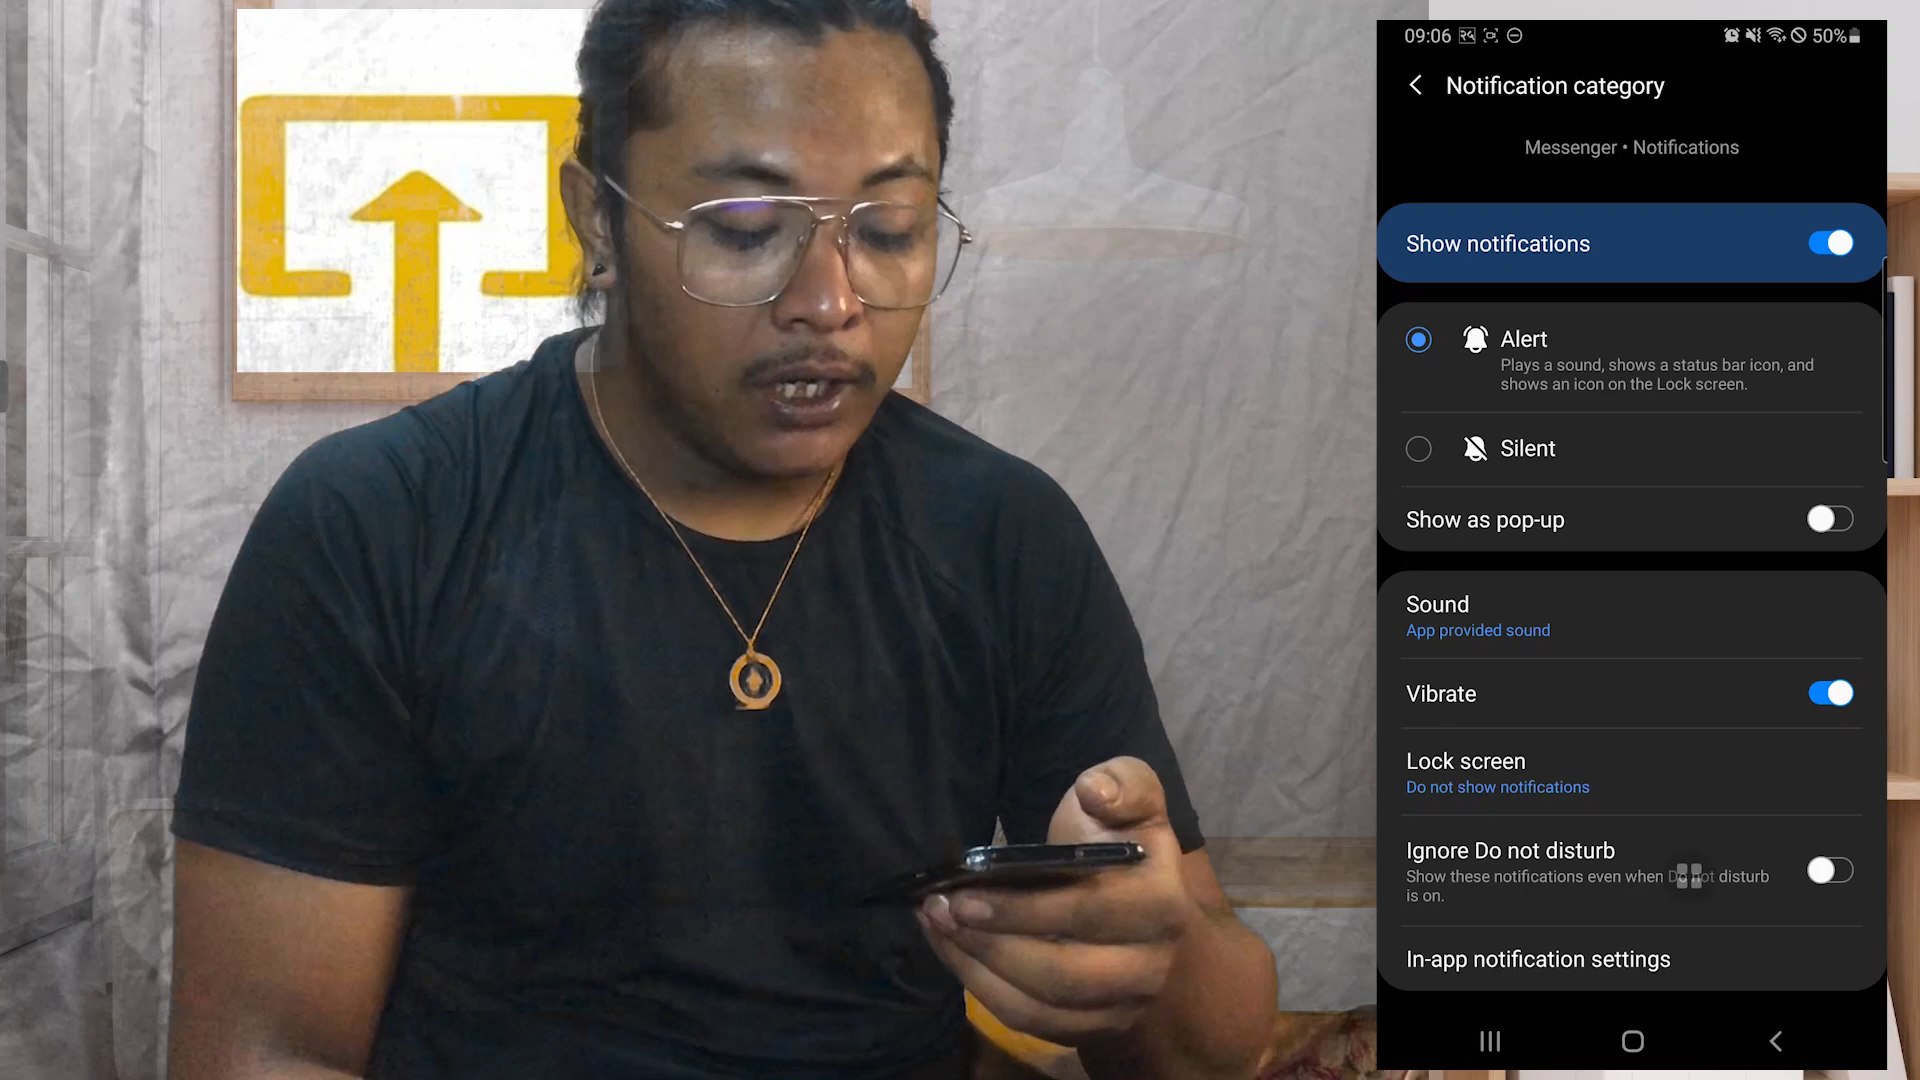 09:06
50%
Notification category
Messenger • Notifications
Show notifications
Alert
Plays a sound, shows a status bar icon, and
shows an icon on the Lock screen.
Silent
Show as pop-up
Sound
App provided sound
Vibrate
Lock screen
Do not show notifications
Ignore Do not disturb
Show these notifications even when Do not disturb
is on.
In-app notification settings